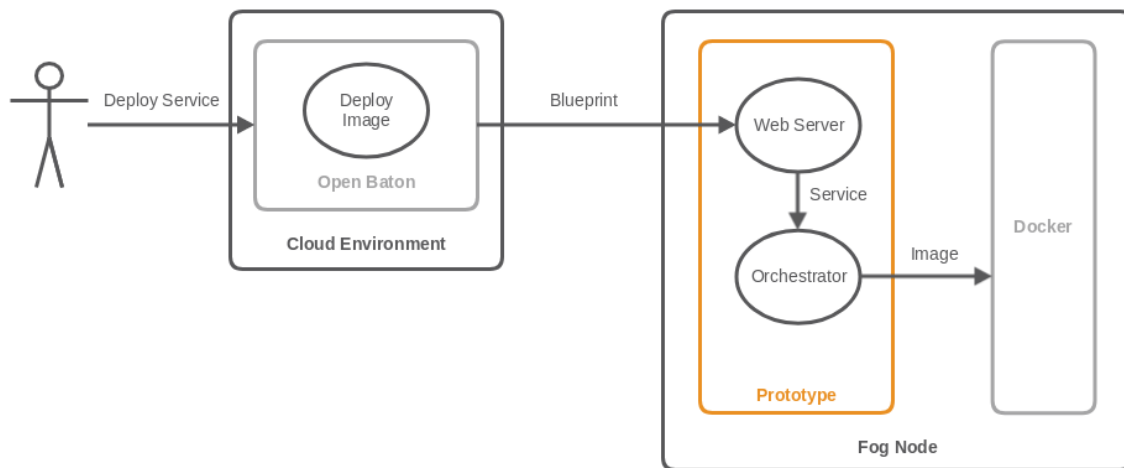 Deploy Service
Deploy
Image
Open Baton
Cloud Environment
Blueprint
Web Server
Service
Orchestrator
Image
Docker
Prototype
Fog Node